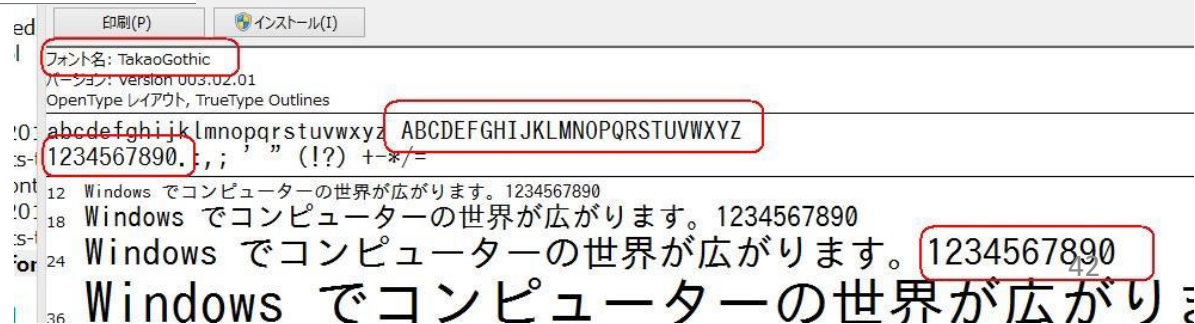 印刷(P)
インストール(I)
フォント名: TakaoGothic
バージョン: Version 003.02.01
OpenType レイアウト, TrueType Outlines
abcdefghijklmnopqrstuvwxyz ABCDEFGHIJKLMNOPQRSTUVWXYZ
1234567890.:,; ' " (!?) +-*/=
12 Windows でコンピューターの世界が広がります。1234567890
18 Windows でコンピューターの世界が広がります。1234567890
24 Windows でコンピューターの世界が広がります。1234567890
42
36 Windows でコンピューターの世界が広がり